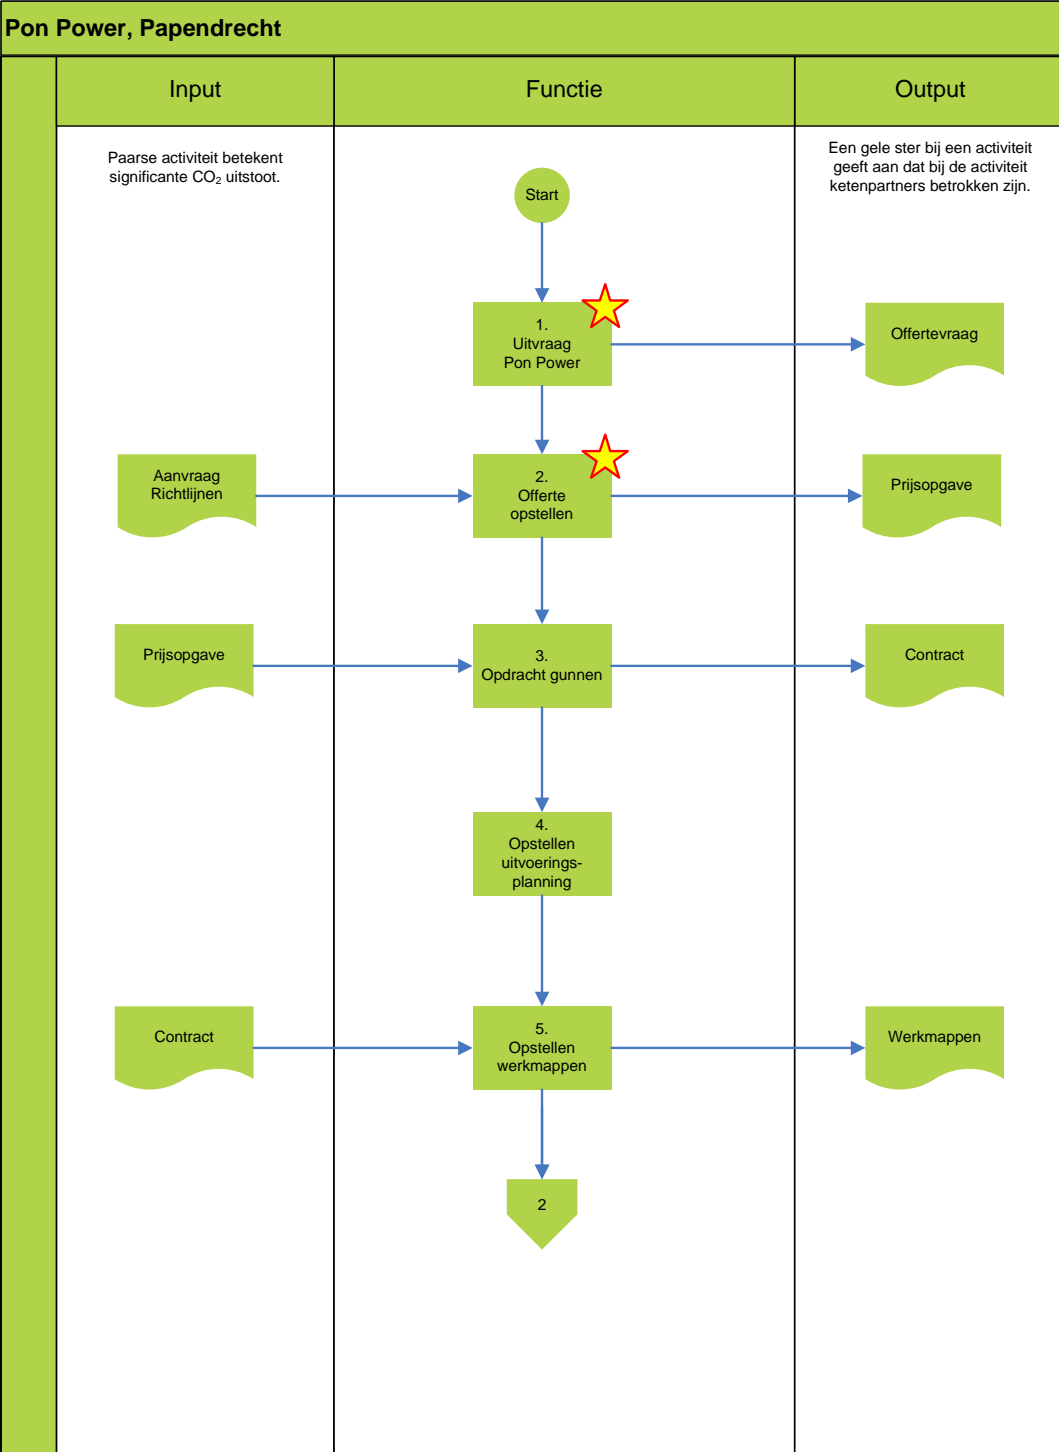 Pon Power, Papendrecht
Input
Functie
Output
Paarse activiteit betekent
significante CO₂ uitstoot.
Een gele ster bij een activiteit
geeft aan dat bij de activiteit
ketenpartners betrokken zijn.
Start
1.
Uitvraag
Pon Power
Offertevraag
Aanvraag
Richtlijnen
2.
Offerte
opstellen
Prijsopgave
Prijsopgave
3.
Opdracht gunnen
Contract
4.
Opstellen
uitvoerings-
planning
Contract
5.
Opstellen
werkmappen
Werkmappen
2